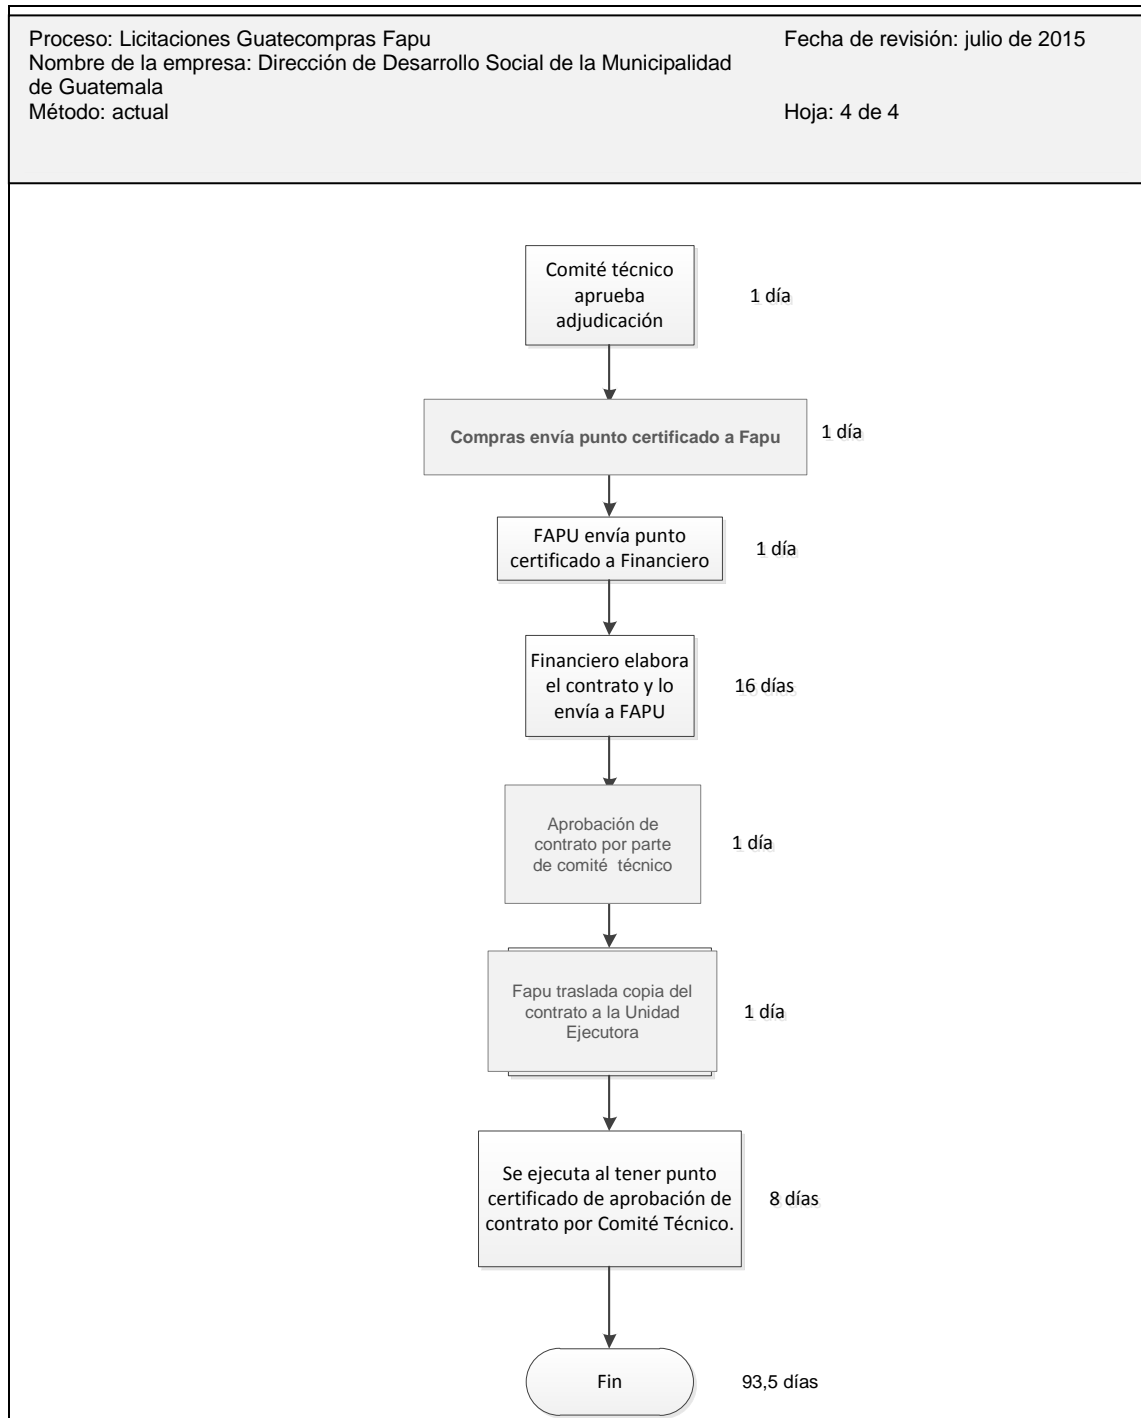 Proceso: Licitaciones Guatecompras Fapu
Fecha de revisión: julio de 2015
Nombre de la empresa: Dirección de Desarrollo Social de la Municipalidad
de Guatemala
Método: actual
Hoja: 4 de 4
Comité técnico
aprueba
adjudicación
1 día
Compras envía punto certificado a Fapu
1 día
FAPU envía punto
certificado a Financiero
1 día
Financiero elabora
el contrato y lo
envía a FAPU
16 días
Aprobación de
contrato por parte
de comité técnico
1 día
Fapu traslada copia del
contrato a la Unidad
Ejecutora
1 día
Se ejecuta al tener punto
certificado de aprobación de
contrato por Comité Técnico.
8 días
Fin
93,5 días